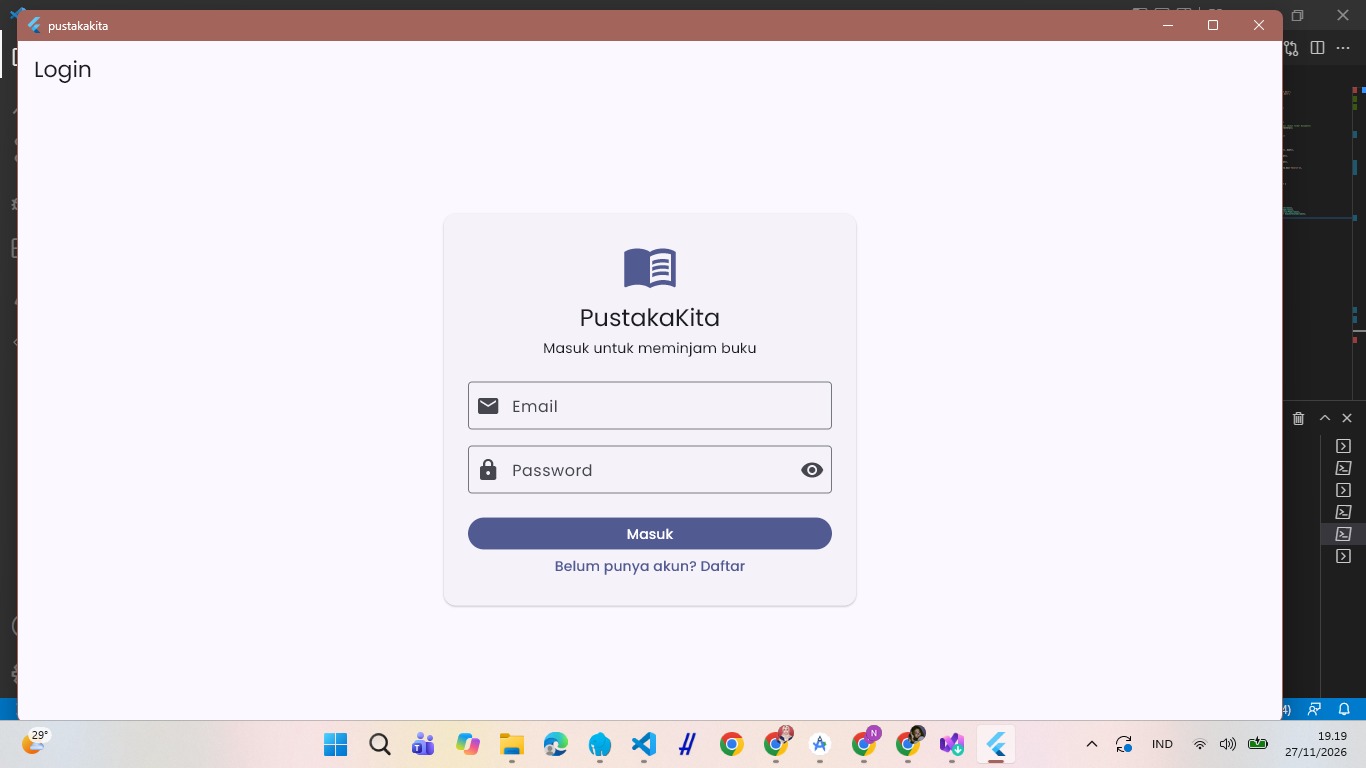 pustakakita
Login
PustakaKita
Masuk untuk meminjam buku
Email
Password
Masuk
Belum punya akun? Daftar
29°
IND
19.19
27/11/2026